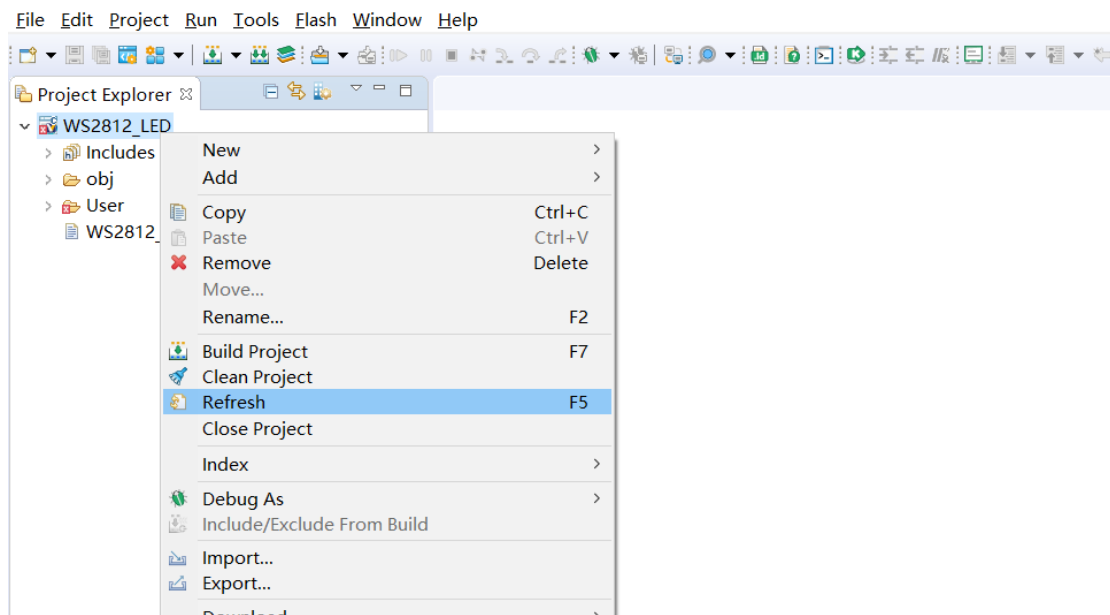 File Edit Project Run Tools Flash Window Help
Project Explorer
WS2812_LED
Includes
obj
User
WS2812_
New
Add
Copy Ctrl+C
Paste Ctrl+V
Remove Delete
Move...
Rename... F2
Build Project F7
Clean Project
Refresh F5
Close Project
Index
Debug As
Include/Exclude From Build
Import...
Export...
Download